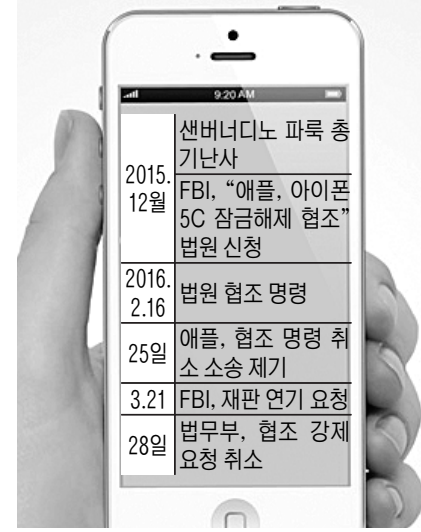 9:20 AM
2015.
12월
샌버너디노 파룩 총
기난사
FBI, “애플, 아이폰
5C 잠금해제 협조”
법원 신청
2016.
2.16
법원 협조 명령
25일
애플, 협조 명령 취
소 소송 제기
3.21
FBI, 재판 연기 요청
28일
법무부, 협조 강제
요청 취소